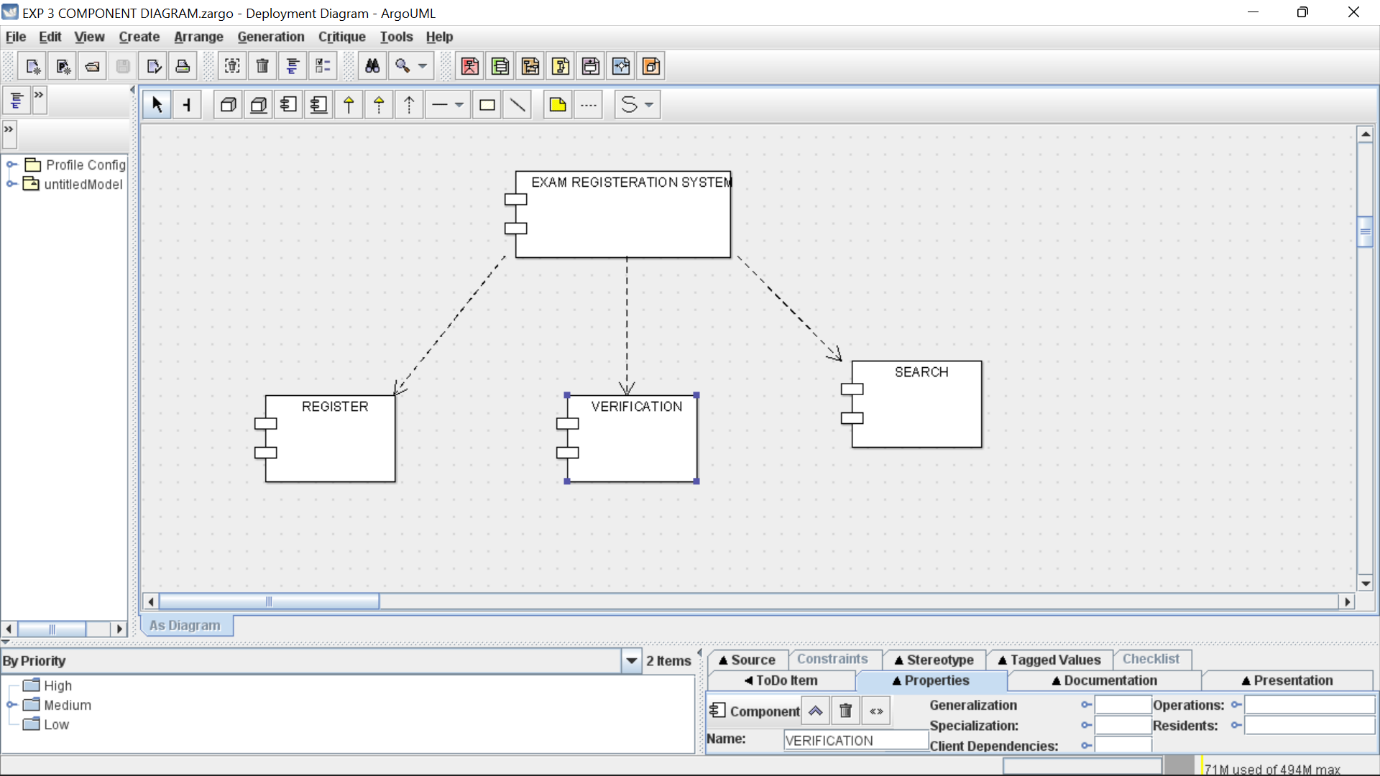 EXP 3 COMPONENT DIAGRAM.zargo - Deployment Diagram - ArgoUML
File Edit View Create Arrange Generation Critique Tools Help
Profile Config
untitledModel
EXAM REGISTERATION SYSTEM
SEARCH
REGISTER
VERIFICATION
As Diagram
By Priority
2 Items
High
Medium
Low
Source Constraints Stereotype Tagged Values Checklist
ToDo Item Properties Documentation Presentation
Component
Name: VERIFICATION
Generalization
Specialization:
Client Dependencies:
Operations:
Residents:
71M used of 494M max